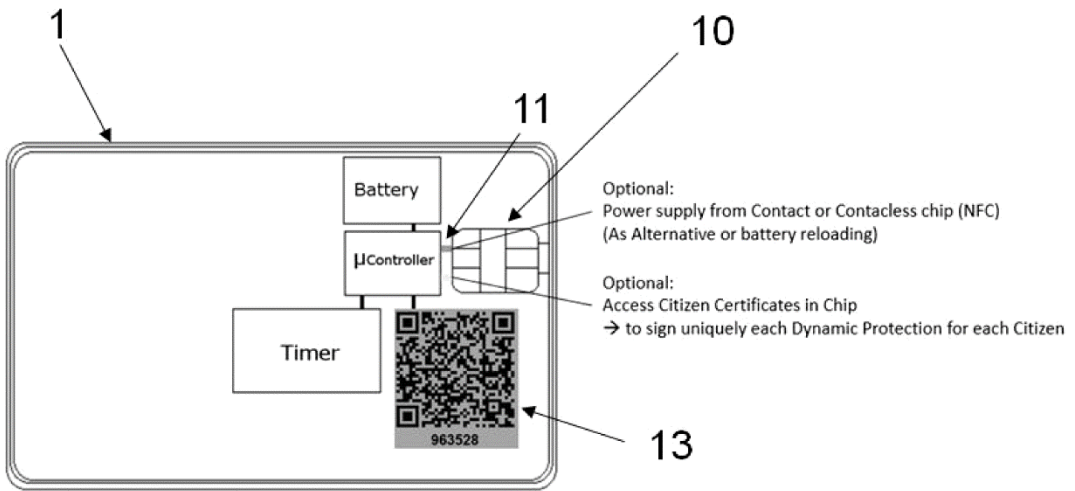 1
10
11
Battery
Optional:
Power supply from Contact or Contacless chip (NFC)
(As Alternative or battery reloading)
µController
Optional:
Access Citizen Certificates in Chip
→ to sign uniquely each Dynamic Protection for each Citizen
Timer
963528
13